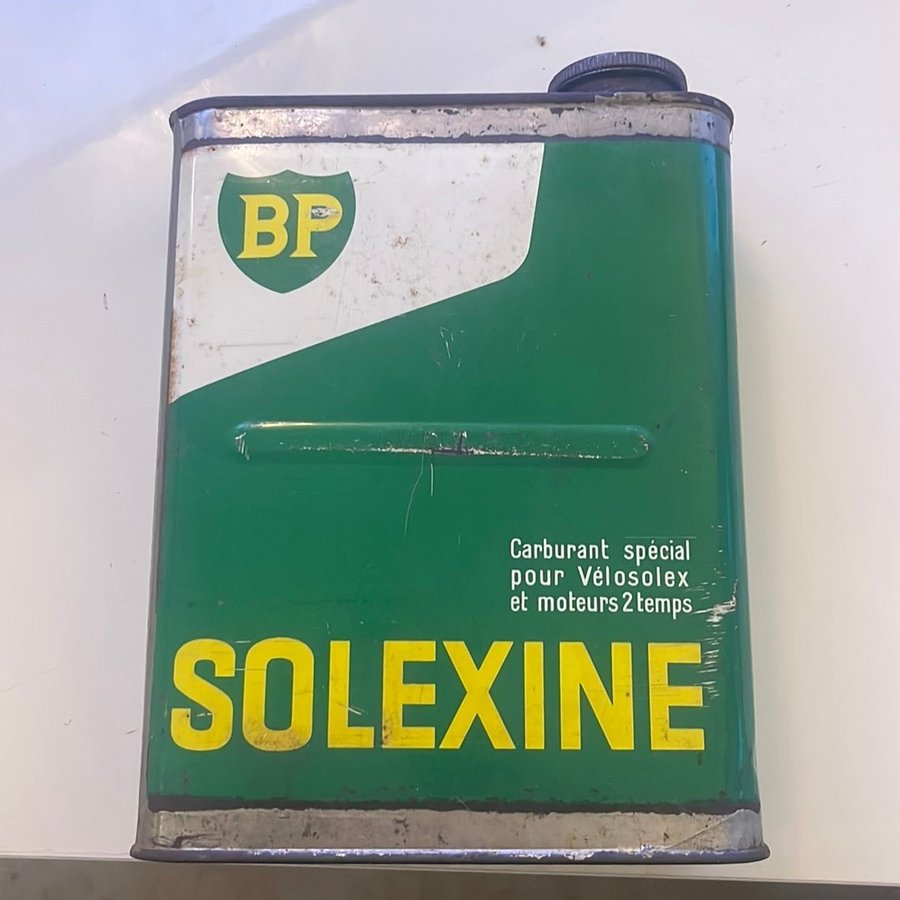 BP
Carburant spécial
pour Vélosolex
et moteurs 2 temps
SOLEXINE